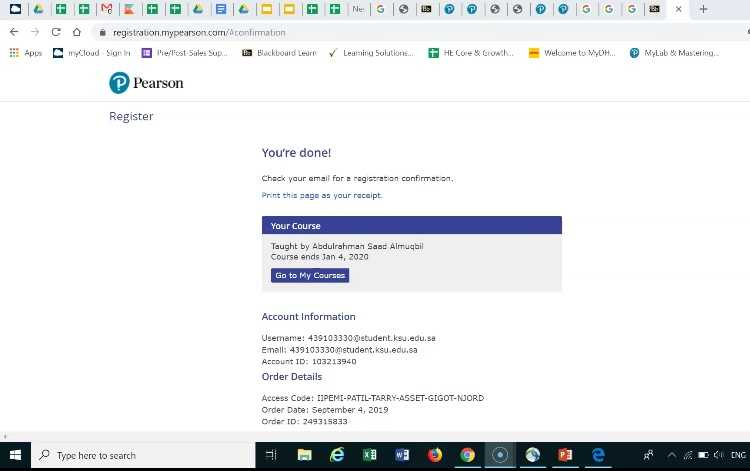 Ne
registration.mypearson.com/#confirmation
Apps
myCloud - Sign In
Pre/Post-Sales Sup...
Blackboard Learn
Learning Solutions...
HE Core & Growth...
Welcome to MyDH...
MyLab & Mastering...
Pearson
Register
You're done!
Check your email for a registration confirmation.
Print this page as your receipt.
Your Course
Taught by Abdulrahman Saad Almuqbil
Course ends Jan 4, 2020
Go to My Courses
Account Information
Username: 439103330@student.ksu.edu.sa
Email: 439103330@student.ksu.edu.sa
Account ID: 103213940
Order Details
Access Code: IIPEMI-PATIL-TARRY-ASSET-GIGOT-NJORD
Order Date: September 4, 2019
Order ID: 249315833
Type here to search
ENG